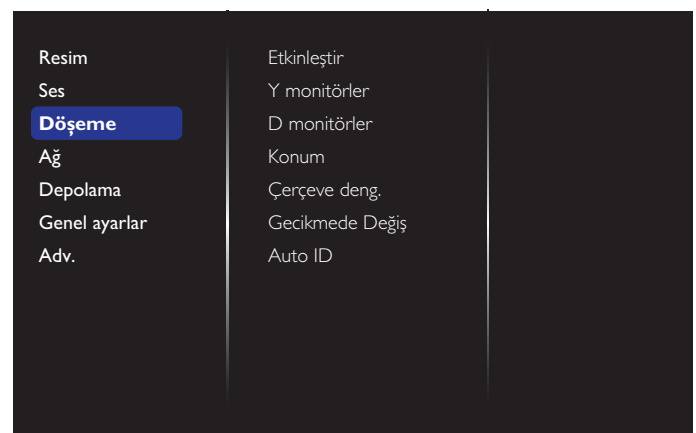 Resim
Ses
Döşeme
Ağ
Depolama
Genel ayarlar
Adv.
Etkinleştir
Y monitörler
D monitörler
Konum
Çerçeve deng.
Gecikmede Değiş
Auto ID